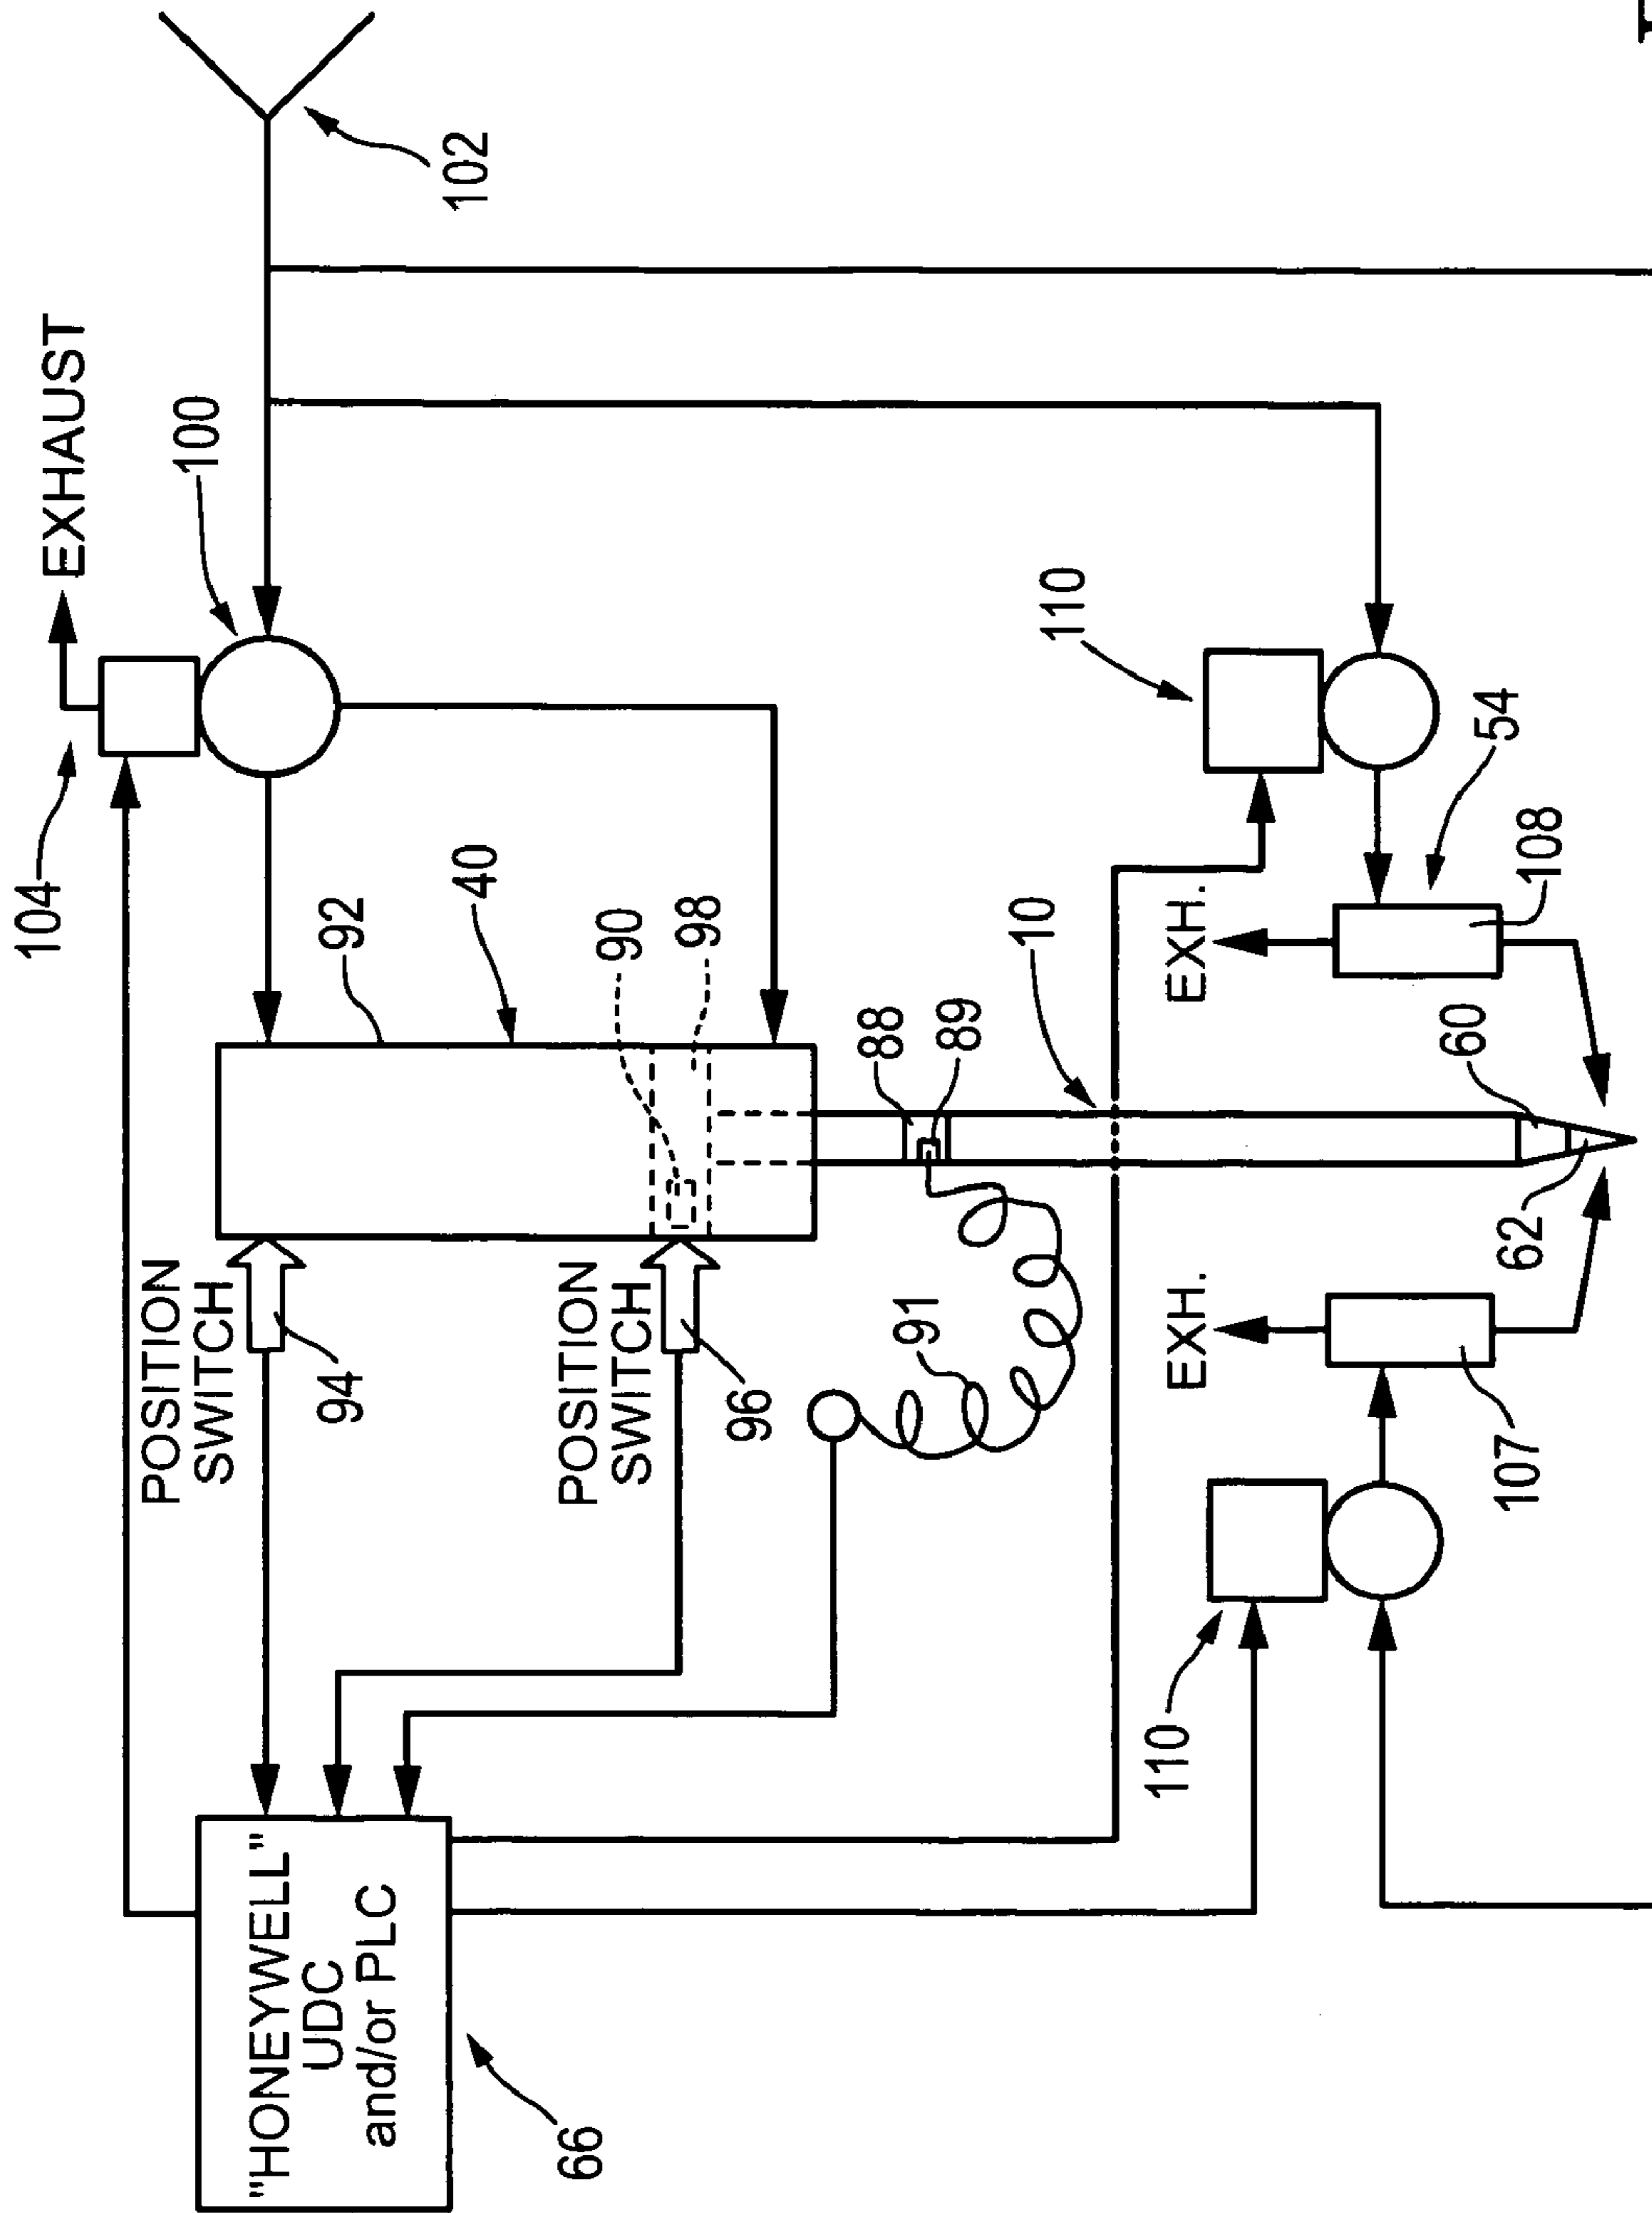 104
EXHAUST
POSITION
SWITCH
100
"HONEYWELL"
UDC
and/or PLC
94
92
102
40
66
POSITION
SWITCH
90
98
96
88
91
89
10
110
110
EXH.
EXH.
60
54
107
62
108